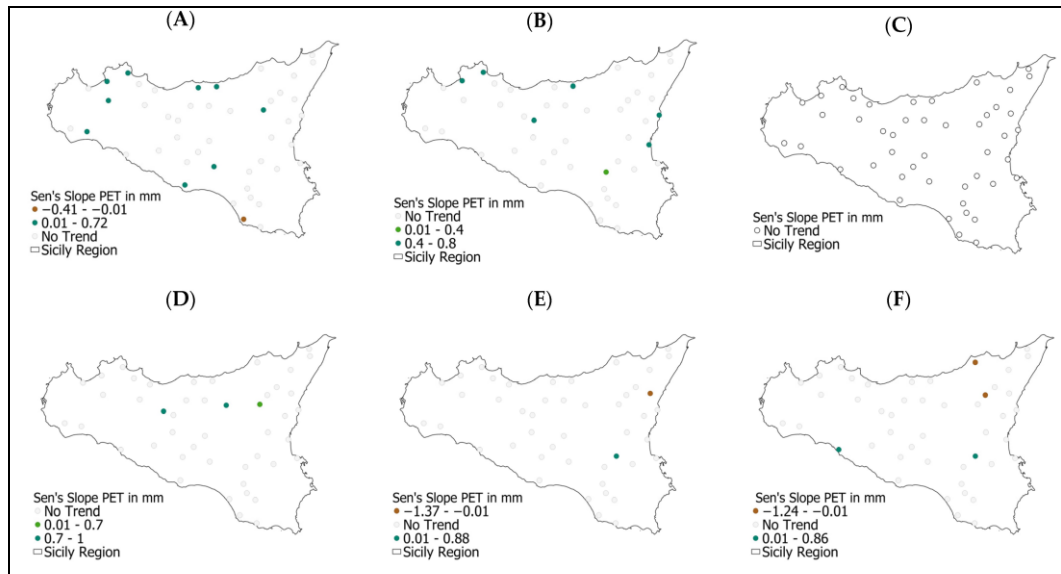 (A)
(B)
(C)
Sen's Slope PET in mm
−0.41 - −0.01
0.01 - 0.72
No Trend
Sicily Region
Sen's Slope PET in mm
No Trend
0.01 - 0.4
0.4 - 0.8
Sicily Region
Sen's Slope PET in mm
No Trend
Sicily Region
(D)
(E)
(F)
Sen's Slope PET in mm
No Trend
0.01 - 0.7
0.7 - 1
Sicily Region
Sen's Slope PET in mm
−1.37 - −0.01
No Trend
0.01 - 0.88
Sicily Region
Sen's Slope PET in mm
−1.24 - −0.01
No Trend
0.01 - 0.86
Sicily Region